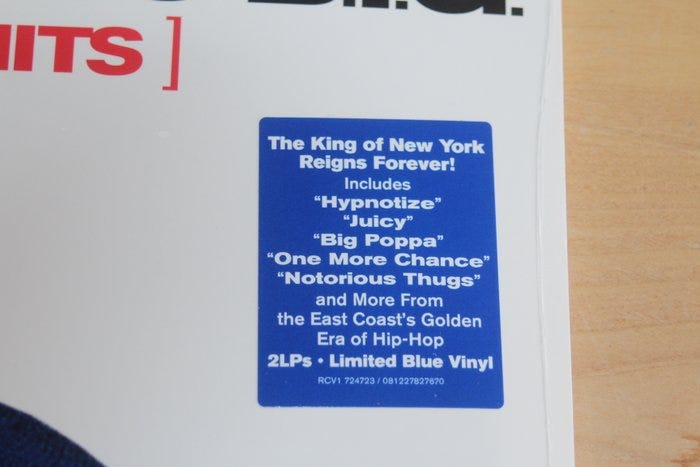 B.I.G.
HITS ]
The King of New York
Reigns Forever!
Includes
“Hypnotize”
“Juicy”
“Big Poppa”
“One More Chance”
“Notorious Thugs”
and More From
the East Coast’s Golden
Era of Hip-Hop
2LPs • Limited Blue Vinyl
RCV1 724723 / 081227827670